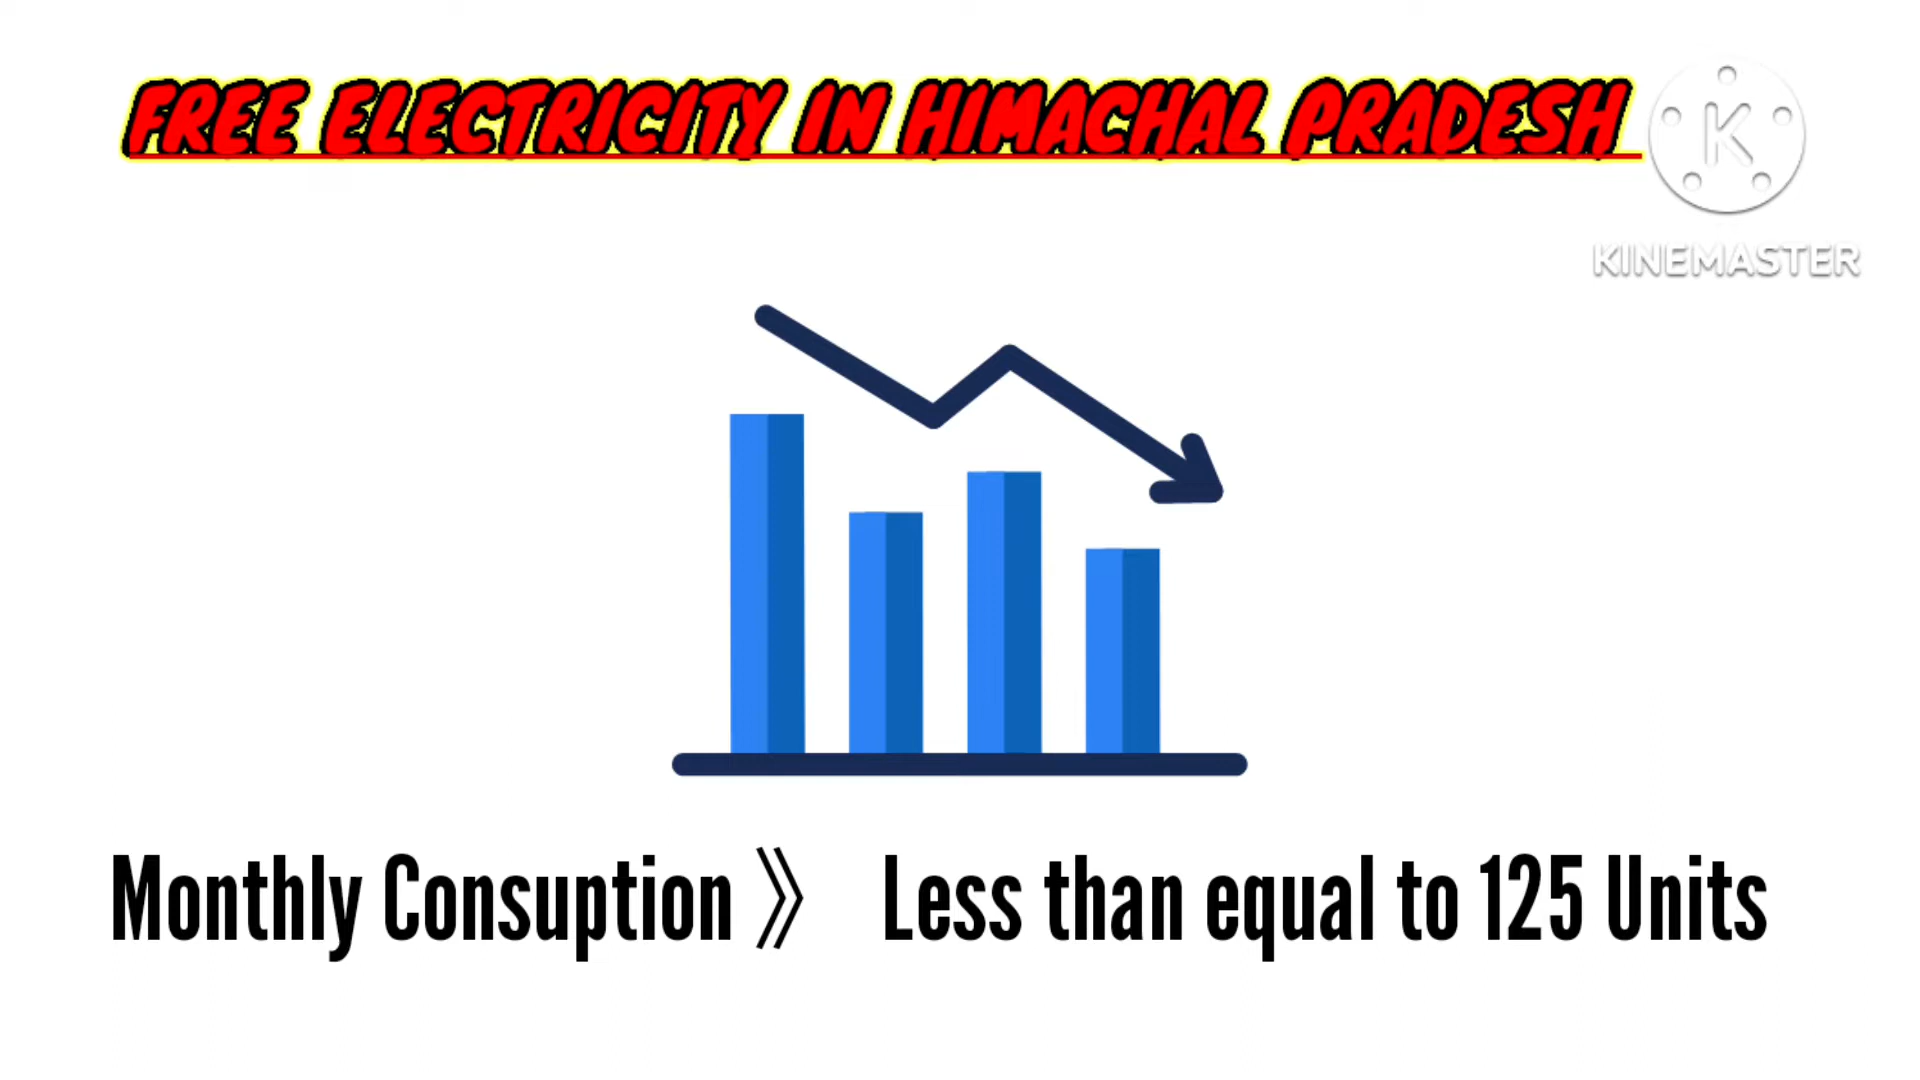 FREE ELECTRICITY IN HIMACHAL PRADESH
K
KINEMASTER
Monthly Consuption 》 Less than equal to 125 Units